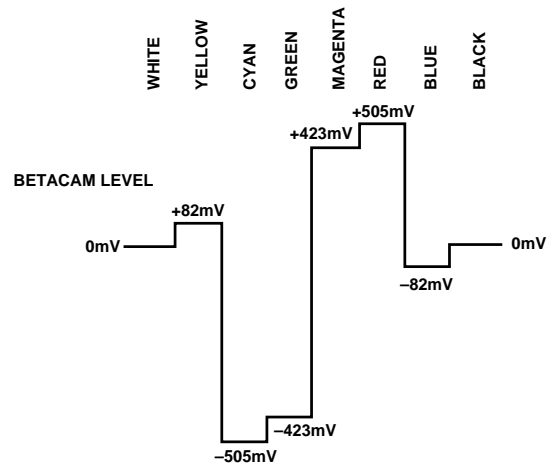 WHITE
YELLOW
CYAN
GREEN
MAGENTA
RED
BLUE
BLACK
+505mV
+423mV
BETACAM LEVEL
+82mV
0mV
0mV
−82mV
−423mV
−505mV